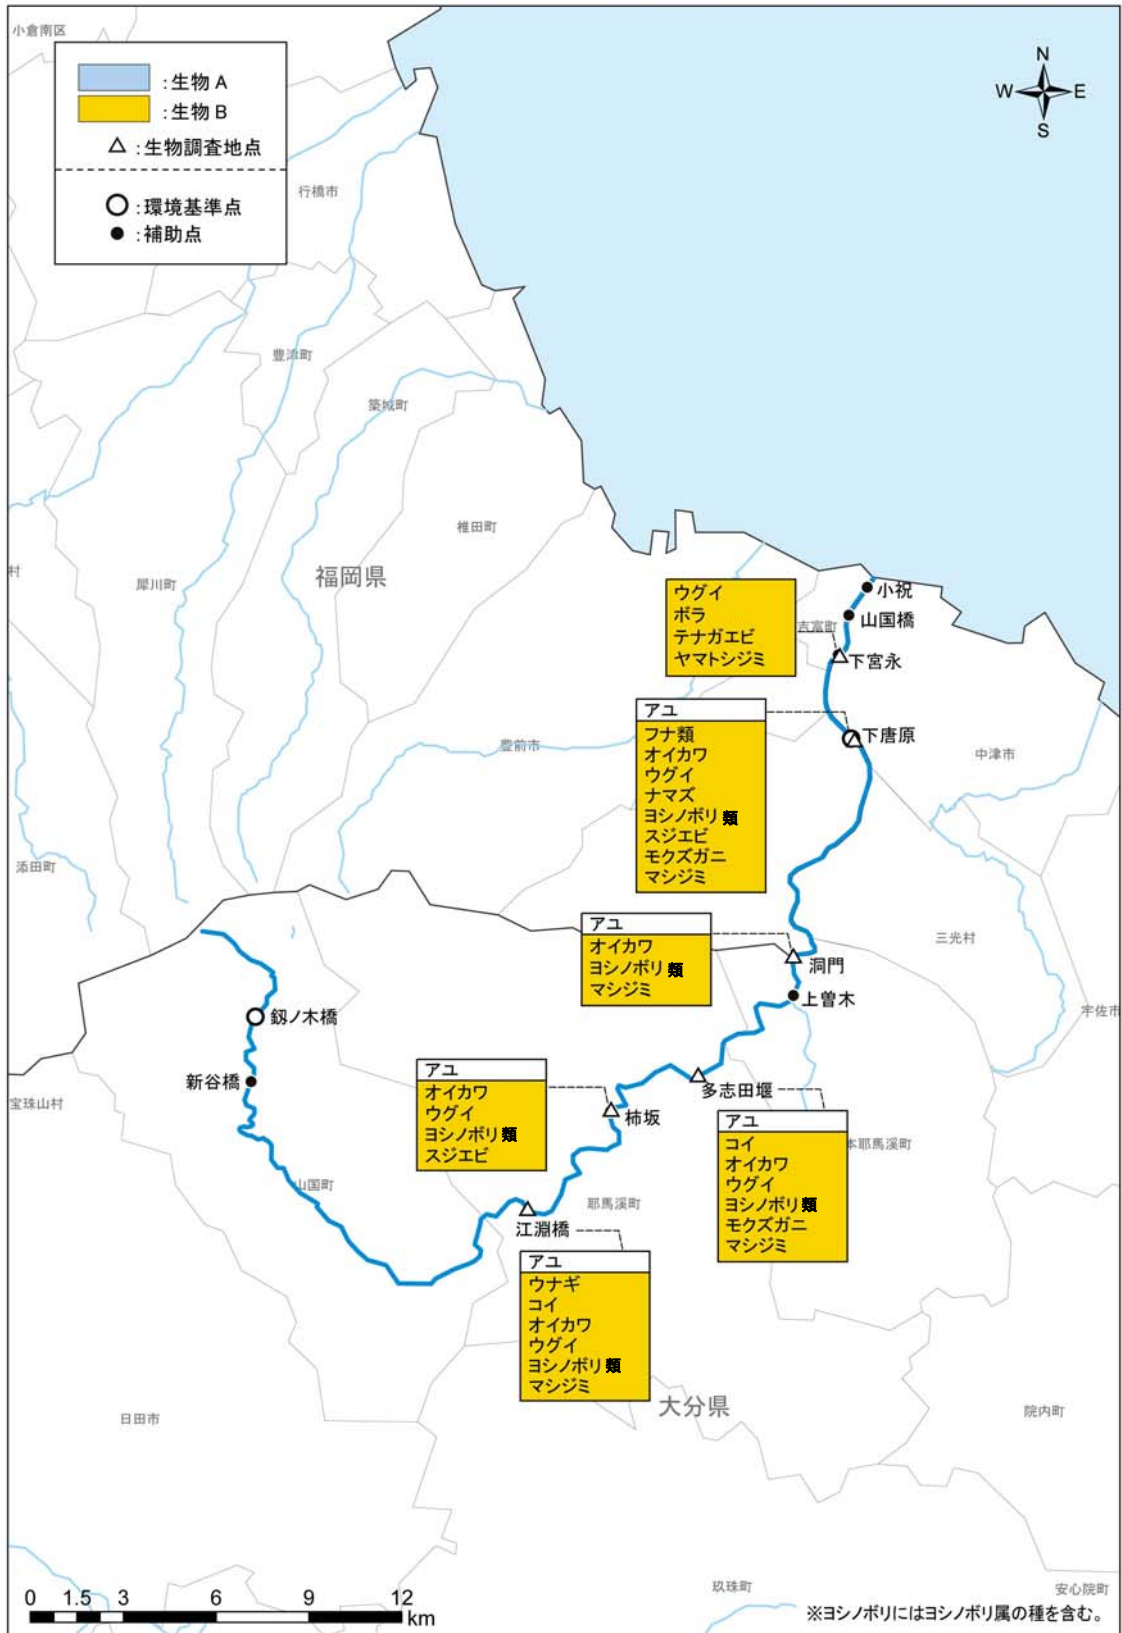 小倉南区
：生物 A
：生物 B
：生物調査地点
：環境基準点
：補助点
N
W
E
S
行橋市
豊津町
築城町
椎田町
村
犀川町
福岡県
ウグイ
ボラ
テナガエビ
ヤマトシジミ
小祝
山国橋
吉富町
下宮永
アユ
フナ類
オイカワ
ウグイ
ナマズ
ヨシノボリ類
スジエビ
モクズガニ
マシジミ
下唐原
豊前市
中津市
添田町
アユ
オイカワ
ヨシノボリ類
マシジミ
洞門
三光村
上曽木
宇佐市
釼ノ木橋
新谷橋
宝珠山村
アユ
オイカワ
ウグイ
ヨシノボリ類
スジエビ
柿坂
多志田堰
アユ
コイ
オイカワ
ウグイ
ヨシノボリ類
モクズガニ
マシジミ
本耶馬溪町
山国町
耶馬溪町
江淵橋
アユ
ウナギ
コイ
オイカワ
ウグイ
ヨシノボリ類
マシジミ
大分県
日田市
院内町
玖珠町
安心院町
0 1.5 3 6 9 12
km
※ヨシノボリにはヨシノボリ属の種を含む。